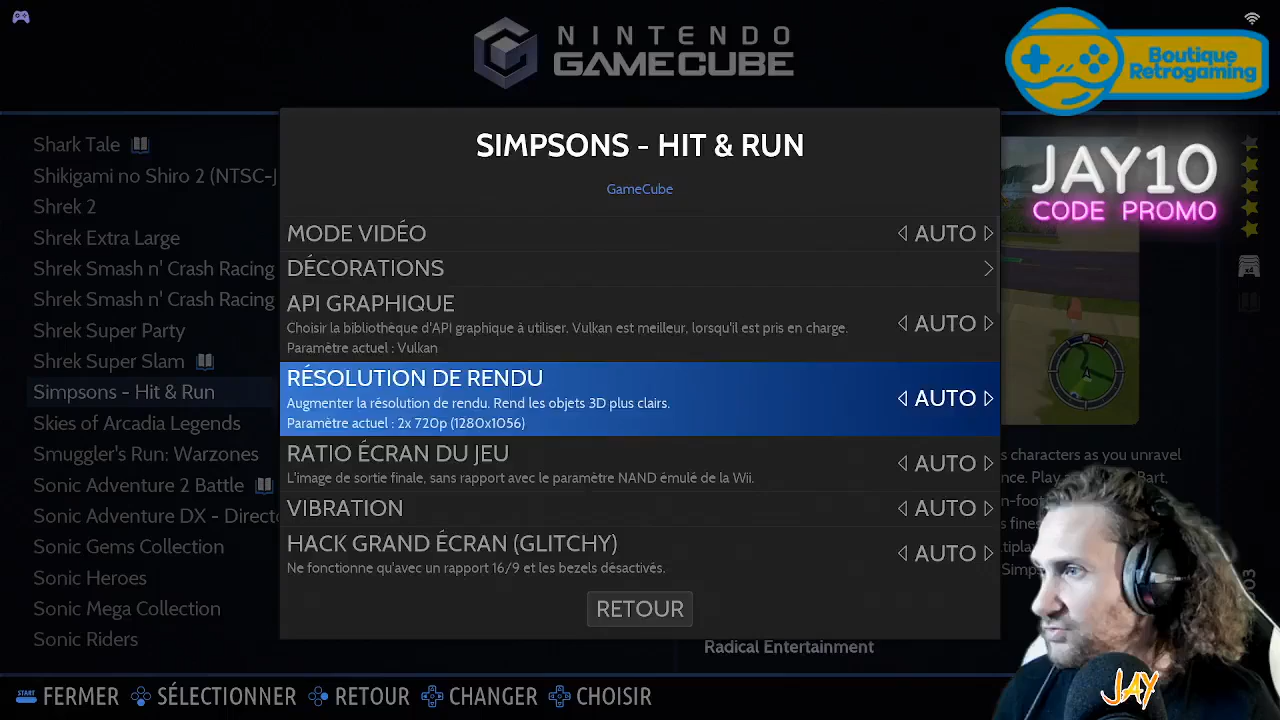 NINTENDO
GAMECUBE
Boutique
Retrogaming
JAY10
CODE PROMO
SIMPSONS - HIT & RUN
GameCube
MODE VIDÉO AUTO
DÉCORATIONS
API GRAPHIQUE AUTO
Choisir la bibliothèque d'API graphique à utiliser. Vulkan est meilleur, lorsqu'il est pris en charge.
Paramètre actuel : Vulkan
RÉSOLUTION DE RENDU AUTO
Augmenter la résolution de rendu. Rend les objets 3D plus clairs.
Paramètre actuel : 2x 720p (1280x1056)
RATIO ÉCRAN DU JEU AUTO
L'image de sortie finale, sans rapport avec le paramètre NAND émulé de la Wii.
VIBRATION AUTO
HACK GRAND ÉCRAN (GLITCHY) AUTO
Ne fonctionne qu'avec un rapport 16/9 et les bezels désactivés.
RETOUR
Shark Tale
Shikigami no Shiro 2 (NTSC-J
Shrek 2
Shrek Extra Large
Shrek Smash n' Crash Racing
Shrek Smash n' Crash Racing
Shrek Super Party
Shrek Super Slam
Simpsons - Hit & Run
Skies of Arcadia Legends
Smuggler's Run: Warzones
Sonic Adventure 2 Battle
Sonic Adventure DX - Direct
Sonic Gems Collection
Sonic Heroes
Sonic Mega Collection
Sonic Riders
s characters as you unravel
nce. Play
Bart,
n-foo
s fines
Simps
Radical Entertainment
JAY
START FERMER SÉLECTIONNER RETOUR CHANGER CHOISIR